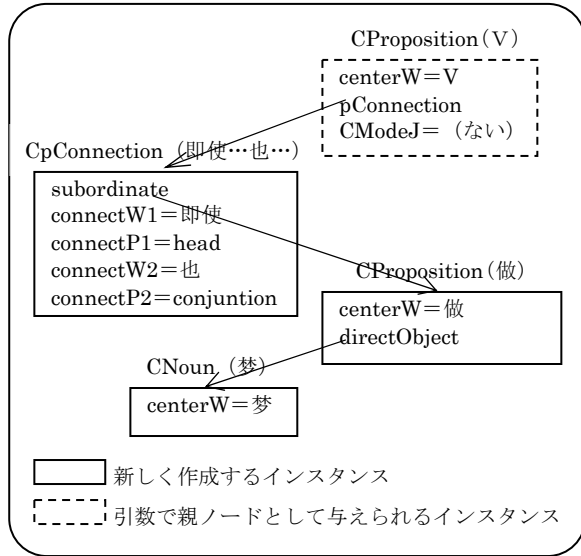 CProposition(V)
centerW=V
pConnection
CModeJ=（ない）
CpConnection（即使…也…）
subordinate
connectW1=即使
connectP1=head
connectW2=也
connectP2=conjuntion
CProposition(做)
centerW=做
directObject
CNoun（梦）
centerW=梦
新しく作成するインスタンス
引数で親ノードとして与えられるインスタンス